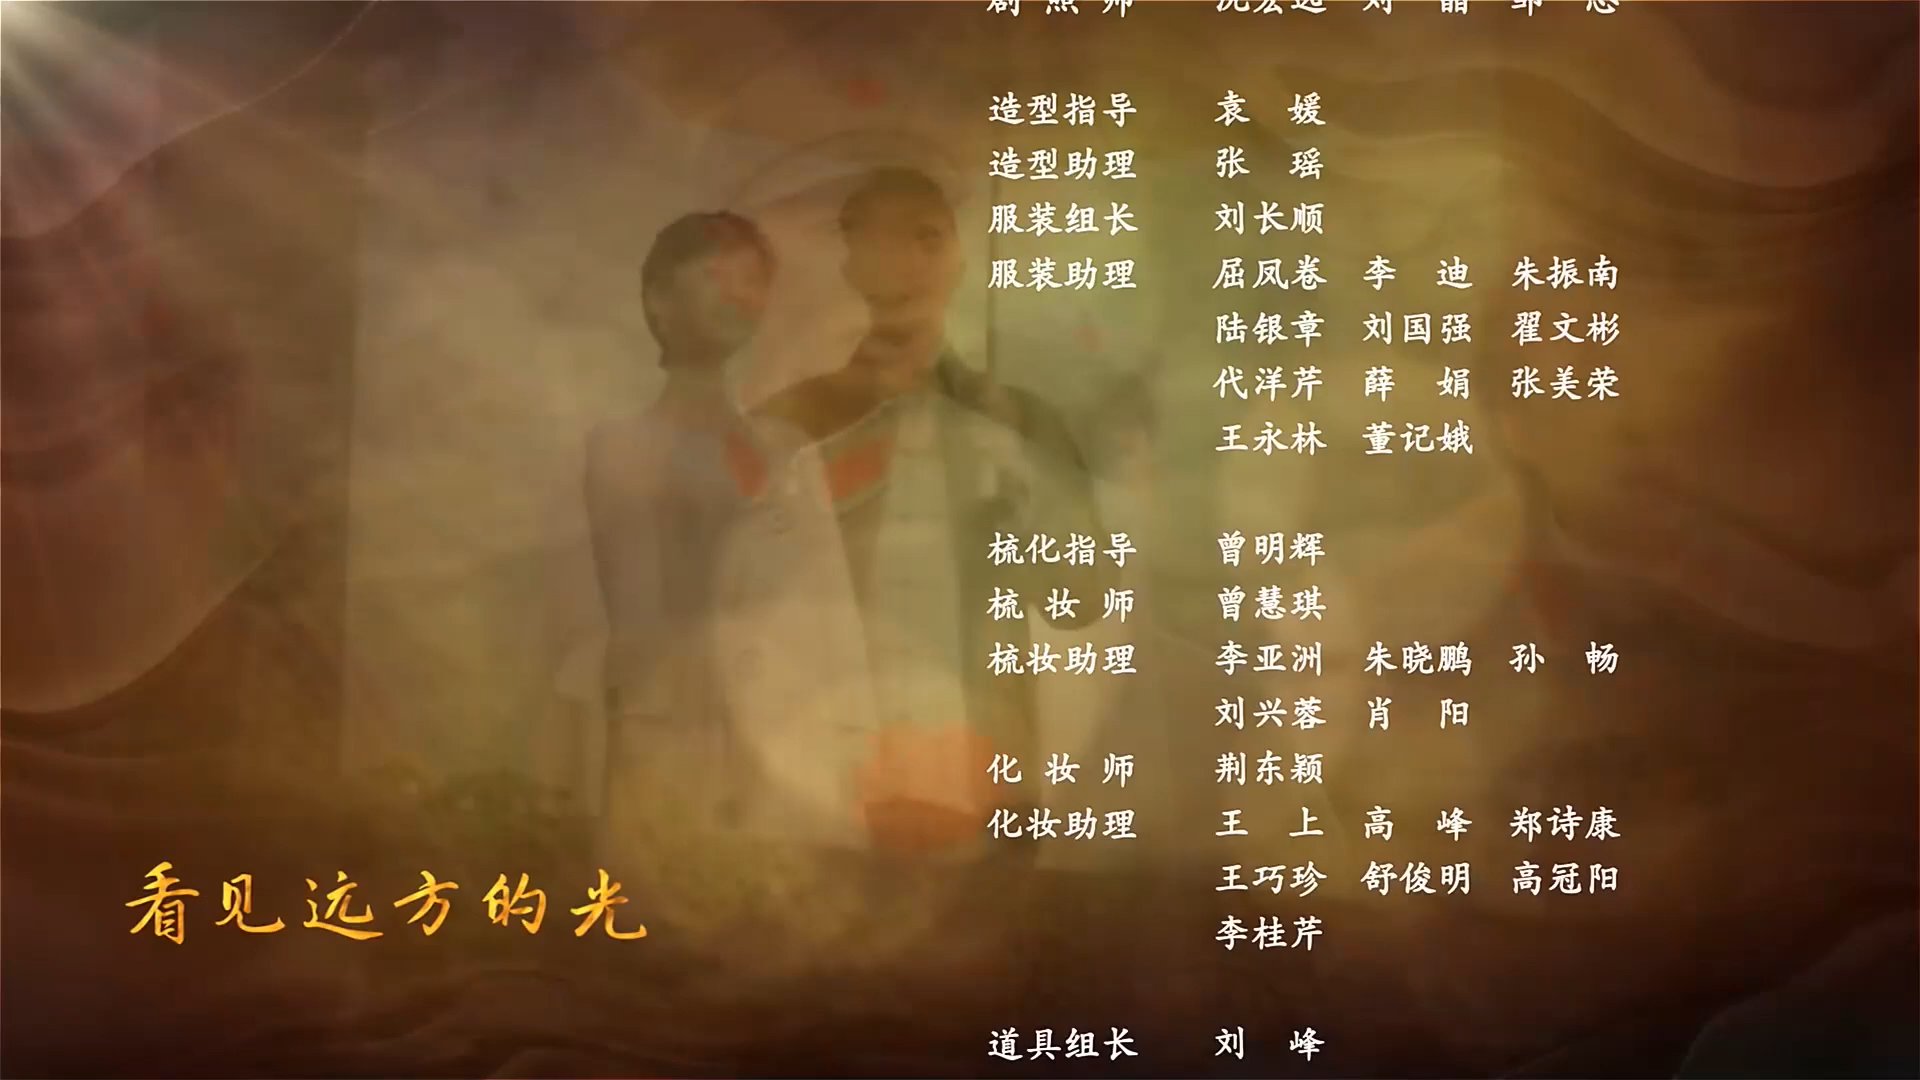 造型指导 袁媛
造型助理 张瑶
服装组长 刘长顺
服装助理 屈凤卷 李迪 朱振南
陆银章 刘国强 翟文彬
代洋芹 薛娟 张美荣
王永林 董记娥
梳化指导 曾明辉
梳妆师 曾慧琪
梳妆助理 李亚洲 朱晓鹏 孙畅
刘兴蓉 肖阳
化妆师 荆东颖
化妆助理 王上 高峰 郑诗康
王巧珍 舒俊明 高冠阳
李桂芹
道具组长 刘峰
看见远方的光